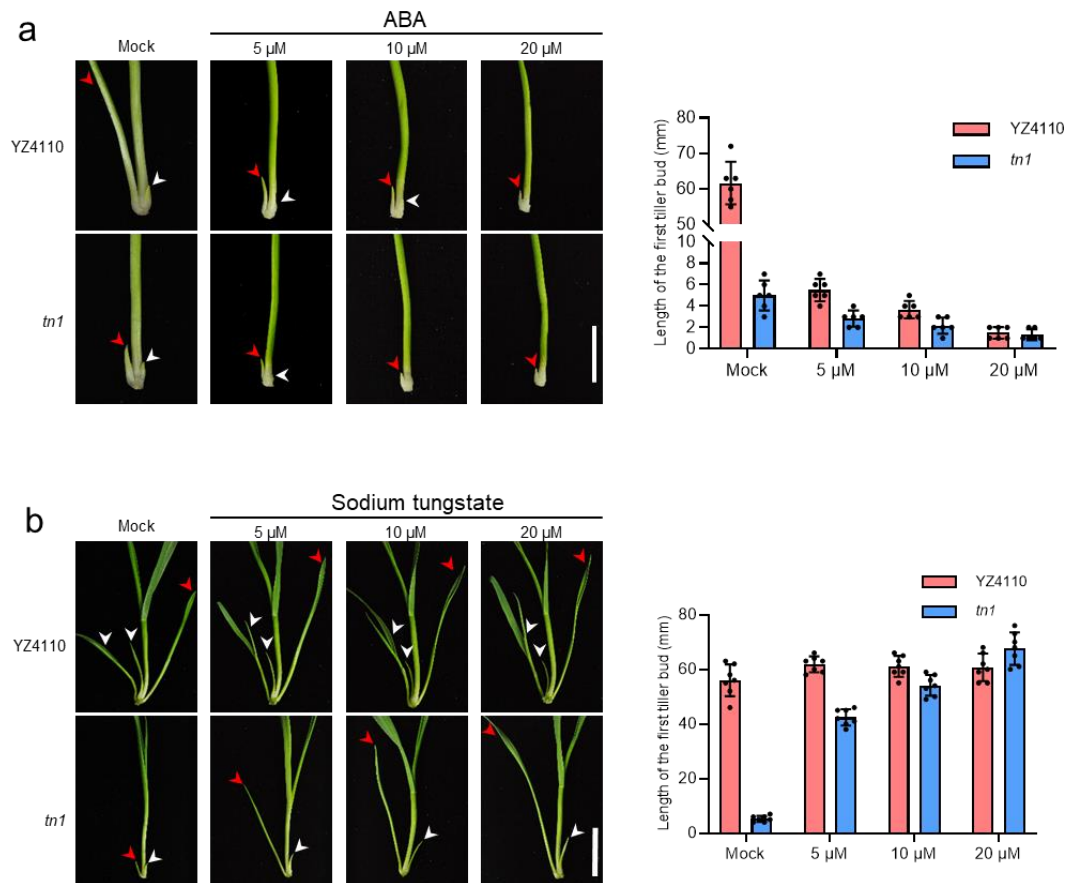 a
ABA
Mock
5 µM
10 µM
20 µM
YZ4110
tn1
Length of the first tiller bud (mm)
80
70
60
50
10
8
6
4
2
0
Mock
5 µM
10 µM
20 µM
YZ4110
tn1
b
Sodium tungstate
Mock
5 µM
10 µM
20 µM
YZ4110
tn1
Length of the first tiller bud (mm)
80
60
40
20
0
Mock
5 µM
10 µM
20 µM
YZ4110
tn1